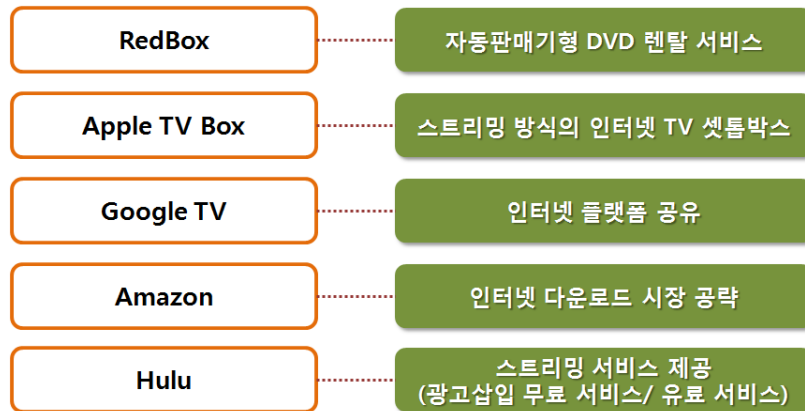 RedBox
자동판매기형 DVD 렌탈 서비스
Apple TV Box
스트리밍 방식의 인터넷 TV 셋톱박스
Google TV
인터넷 플랫폼 공유
Amazon
인터넷 다운로드 시장 공략
Hulu
스트리밍 서비스 제공
(광고삽입 무료 서비스/ 유료 서비스)